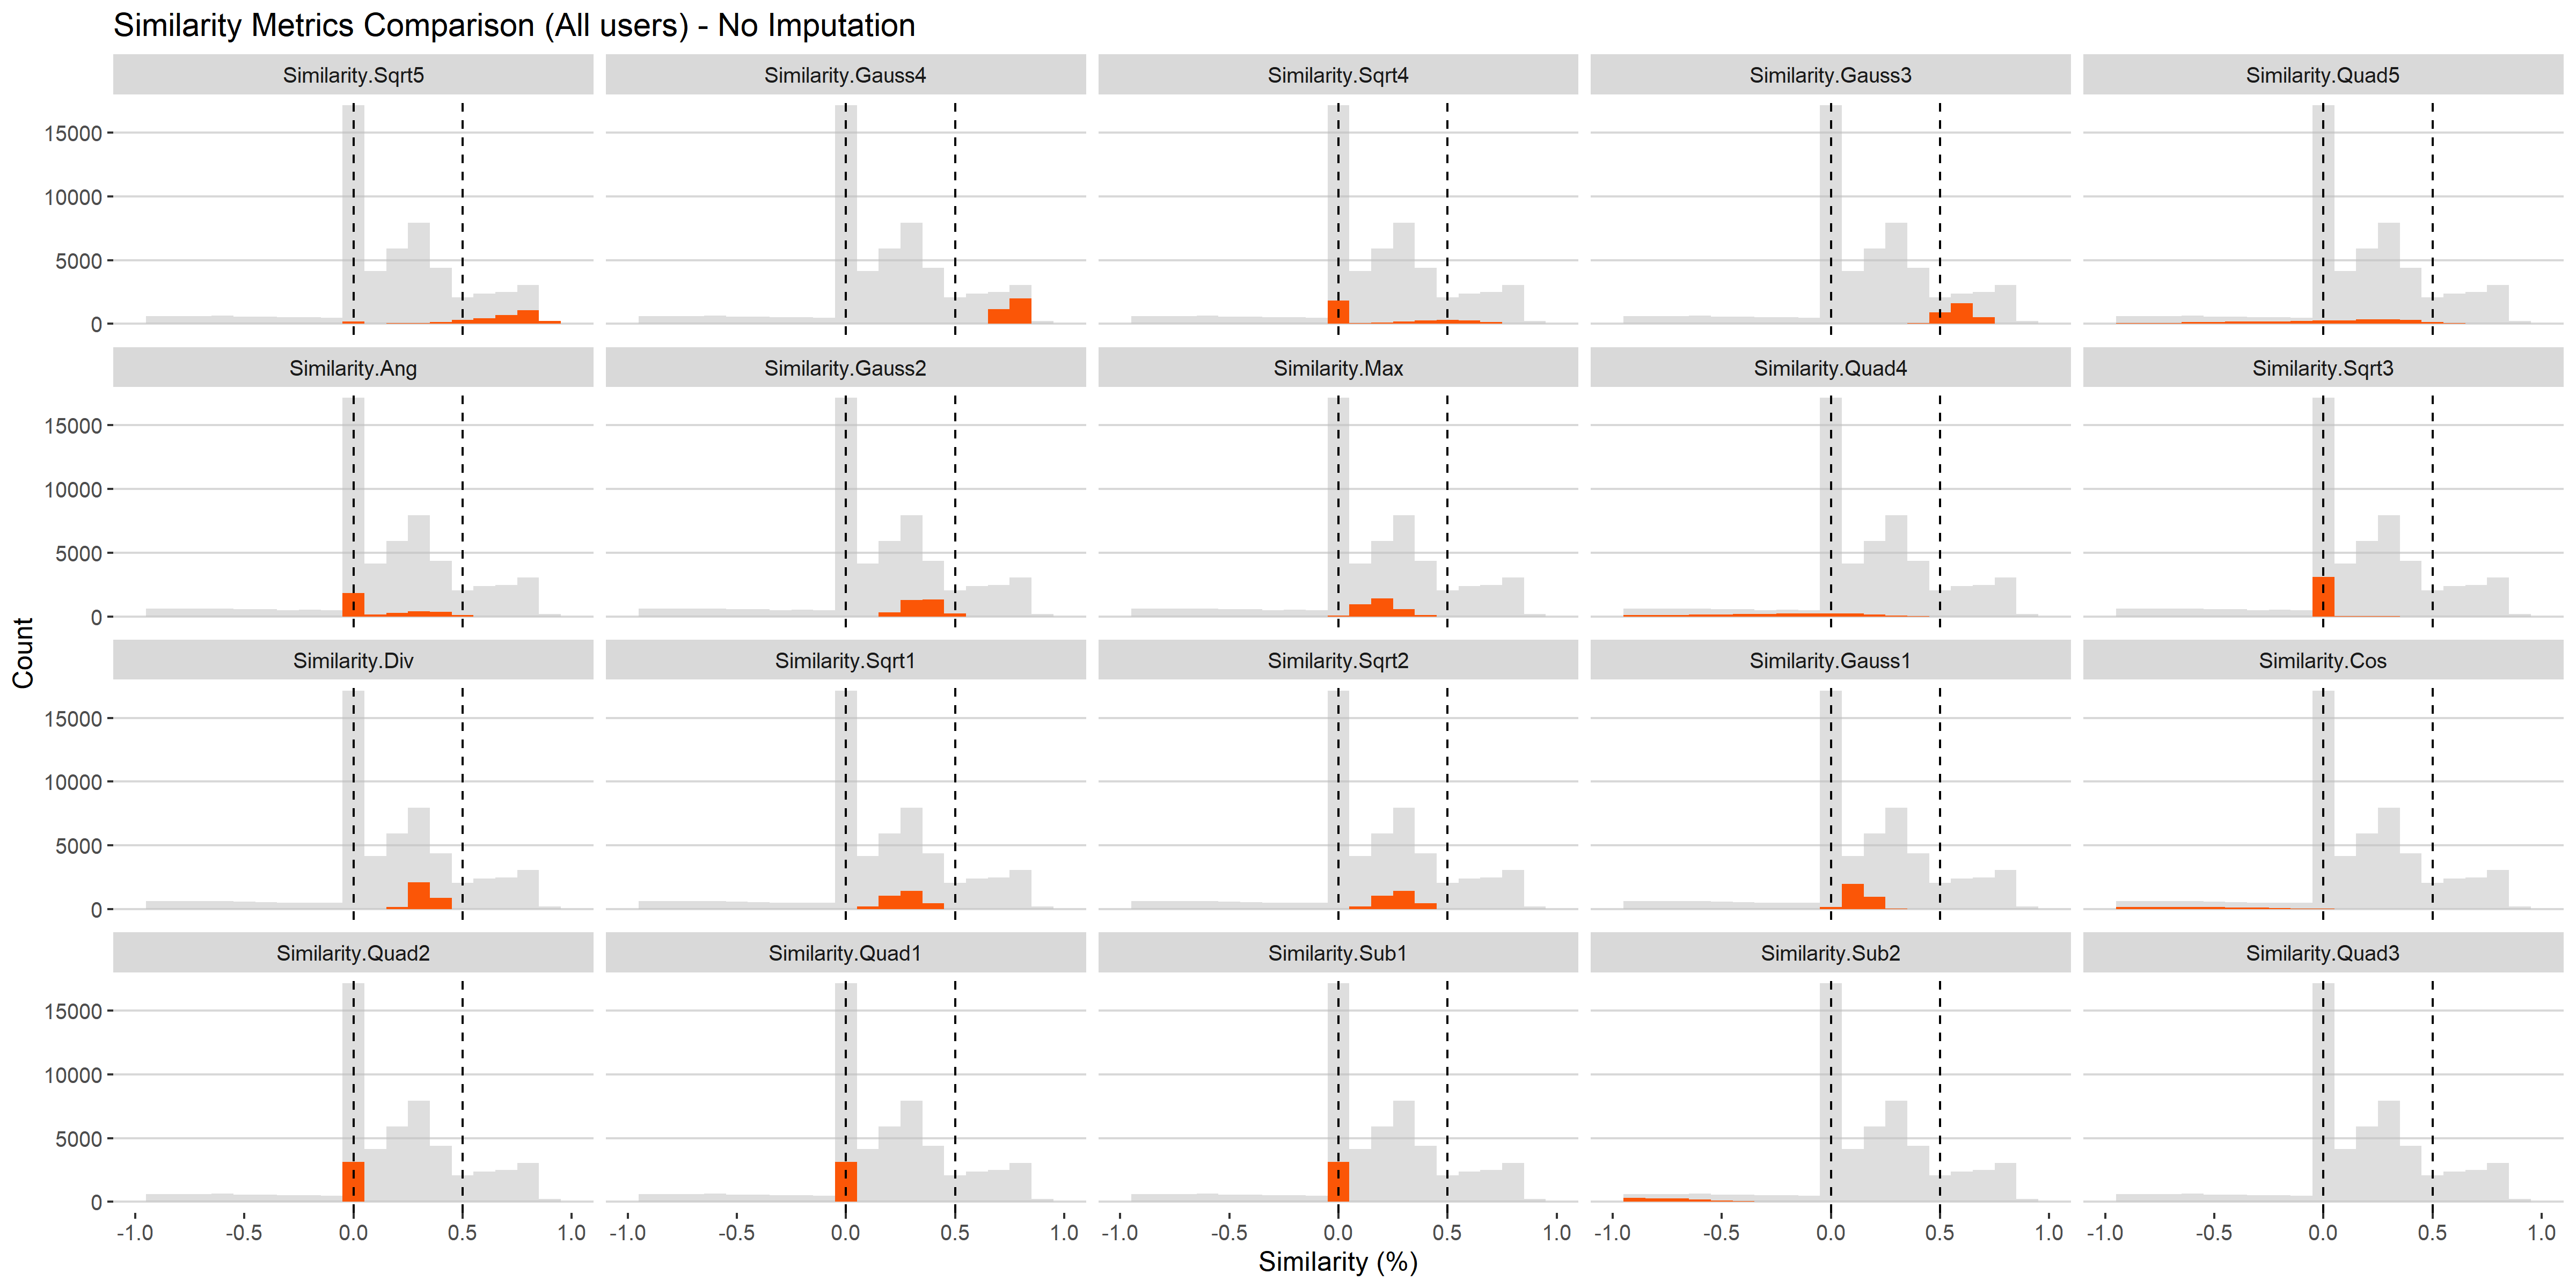 Similarity Metrics Comparison (All users) - No Imputation
Similarity.Sqrt5 Similarity.Gauss4 Similarity.Sqrt4 Similarity.Gauss3 Similarity.Quad5
15000
10000
5000
0
Similarity.Ang Similarity.Gauss2 Similarity.Max Similarity.Quad4 Similarity.Sqrt3
15000
10000
5000
0
Count
Similarity.Div Similarity.Sqrt1 Similarity.Sqrt2 Similarity.Gauss1 Similarity.Cos
15000
10000
5000
0
Similarity.Quad2 Similarity.Quad1 Similarity.Sub1 Similarity.Sub2 Similarity.Quad3
15000
10000
5000
0
-1.0 -0.5 0.0 0.5 1.0 -1.0 -0.5 0.0 0.5 1.0 -1.0 -0.5 0.0 0.5 1.0 -1.0 -0.5 0.0 0.5 1.0 -1.0 -0.5 0.0 0.5 1.0
Similarity (%)